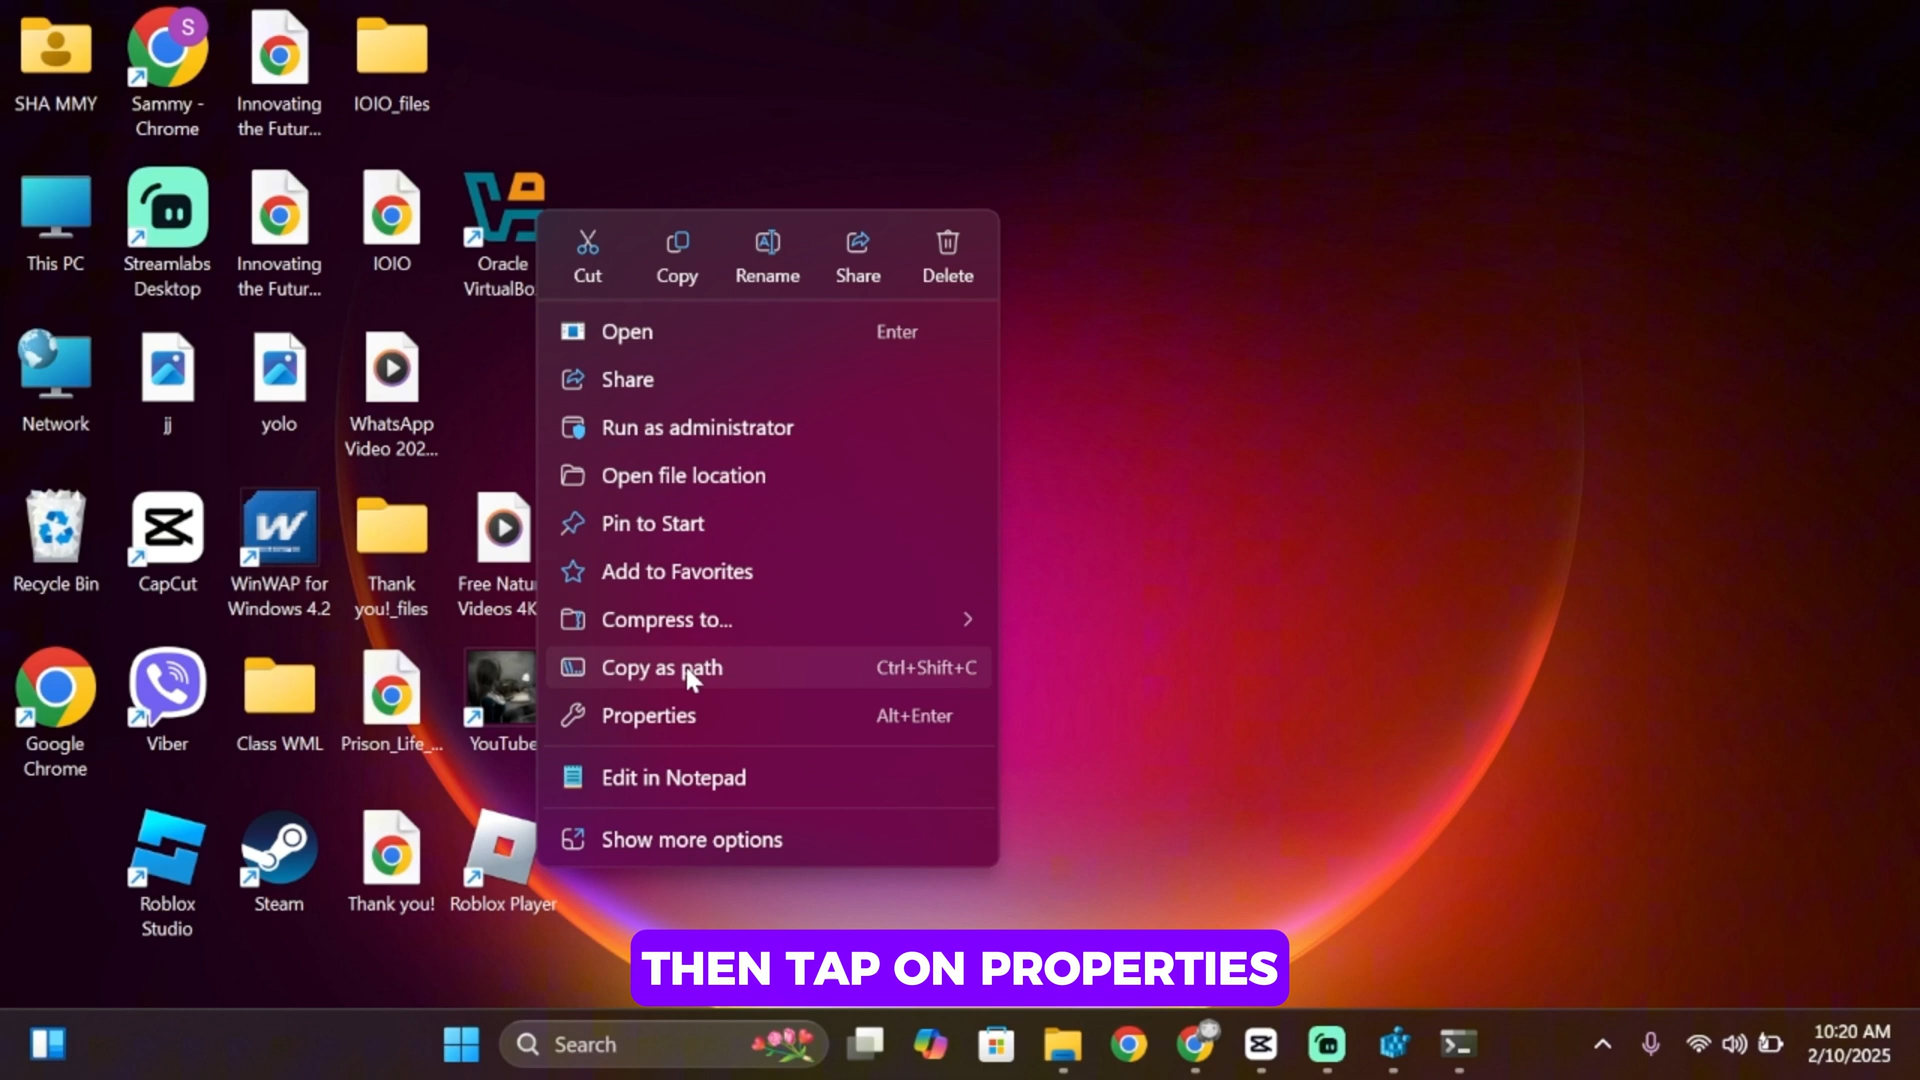 SHA MMY
S
Sammy -
Chrome
Innovating
the Futur...
IOIO_files
This PC
Streamlabs
Desktop
Innovating
the Futur...
IOIO
Oracle
VirtualBo
Network
jj
yolo
WhatsApp
Video 202...
Recycle Bin
CapCut
W
WinWAP for
Windows 4.2
Thank
you!_files
Free Natu
Videos 4K
Google
Chrome
Viber
Class WML
Prison_Life_...
YouTube
Roblox
Studio
Steam
Thank you!
Roblox Player
Cut
Copy
Rename
Share
Delete
Open Enter
Share
Run as administrator
Open file location
Pin to Start
Add to Favorites
Compress to...
Copy as path Ctrl+Shift+C
Properties Alt+Enter
Edit in Notepad
Show more options
THEN TAP ON PROPERTIES
Search
10:20 AM
2/10/2025